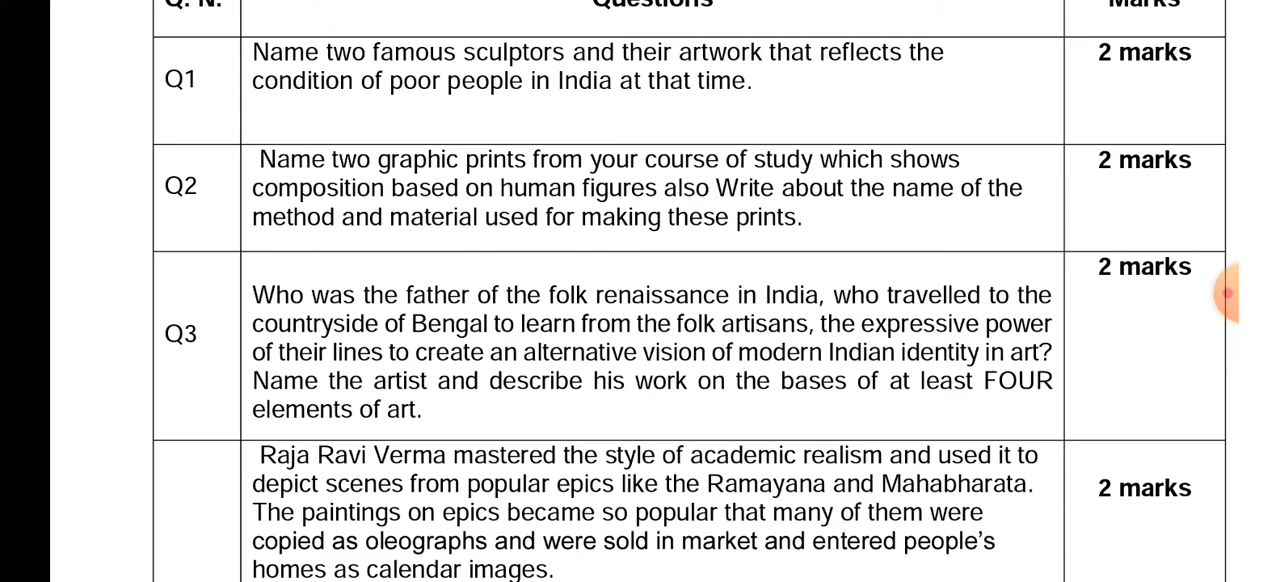 Q. N. Questions Marks
Name two famous sculptors and their artwork that reflects the 2 marks
Q1 condition of poor people in India at that time.
Name two graphic prints from your course of study which shows 2 marks
Q2 composition based on human figures also Write about the name of the
method and material used for making these prints.
2 marks
Who was the father of the folk renaissance in India, who travelled to the
countryside of Bengal to learn from the folk artisans, the expressive power
Q3 of their lines to create an alternative vision of modern Indian identity in art?
Name the artist and describe his work on the bases of at least FOUR
elements of art.
Raja Ravi Verma mastered the style of academic realism and used it to
depict scenes from popular epics like the Ramayana and Mahabharata. 2 marks
The paintings on epics became so popular that many of them were
copied as oleographs and were sold in market and entered people’s
homes as calendar images.